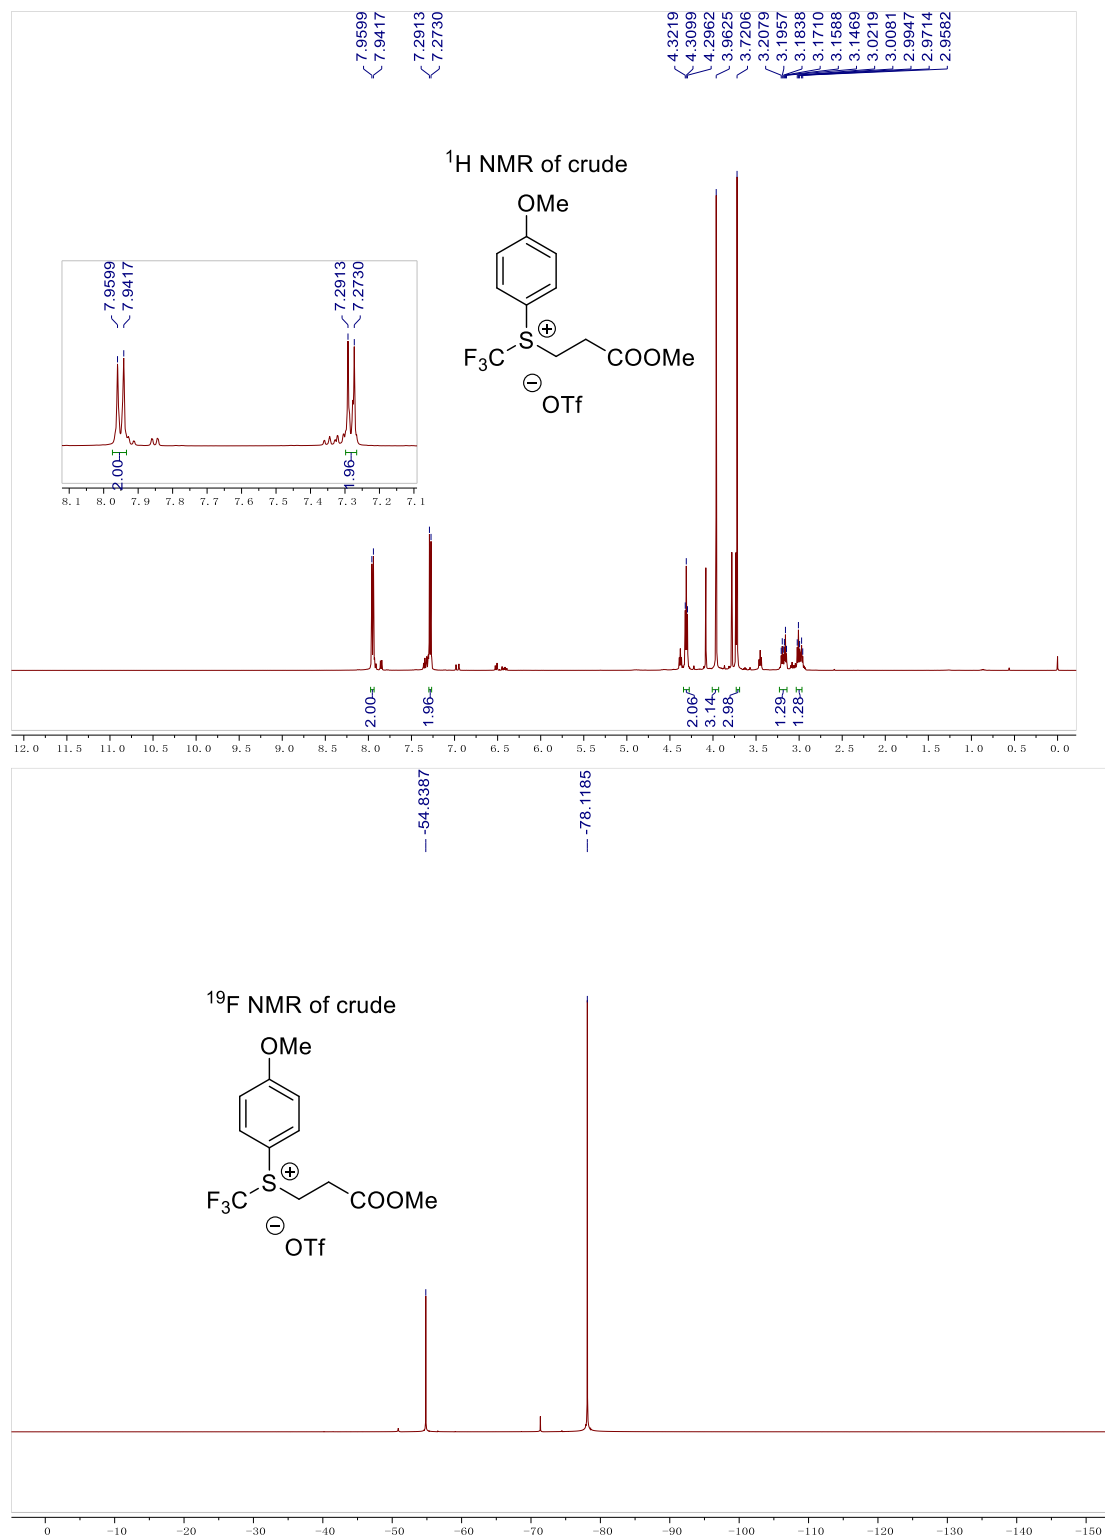 7.9599
7.9417
7.2913
7.2730
4.3219
4.3099
4.2962
3.9625
3.7206
3.2079
3.1957
3.1838
3.1710
3.1588
3.1469
3.0219
3.0081
2.9947
2.9714
2.9582
¹H NMR of crude
OMe
S
⊕
F₃C
COOMe
⊖
OTf
7.9599
7.9417
7.2913
7.2730
2.00
1.96
8.1 8.0 7.9 7.8 7.7 7.6 7.5 7.4 7.3 7.2 7.1
2.00
1.96
2.06
3.14
2.98
1.29
1.28
12.0 11.5 11.0 10.5 10.0 9.5 9.0 8.5 8.0 7.5 7.0 6.5 6.0 5.5 5.0 4.5 4.0 3.5 3.0 2.5 2.0 1.5 1.0 0.5 0.0
-54.8387
-78.1185
¹⁹F NMR of crude
OMe
S
⊕
F₃C
COOMe
⊖
OTf
0 -10 -20 -30 -40 -50 -60 -70 -80 -90 -100 -110 -120 -130 -140 -150